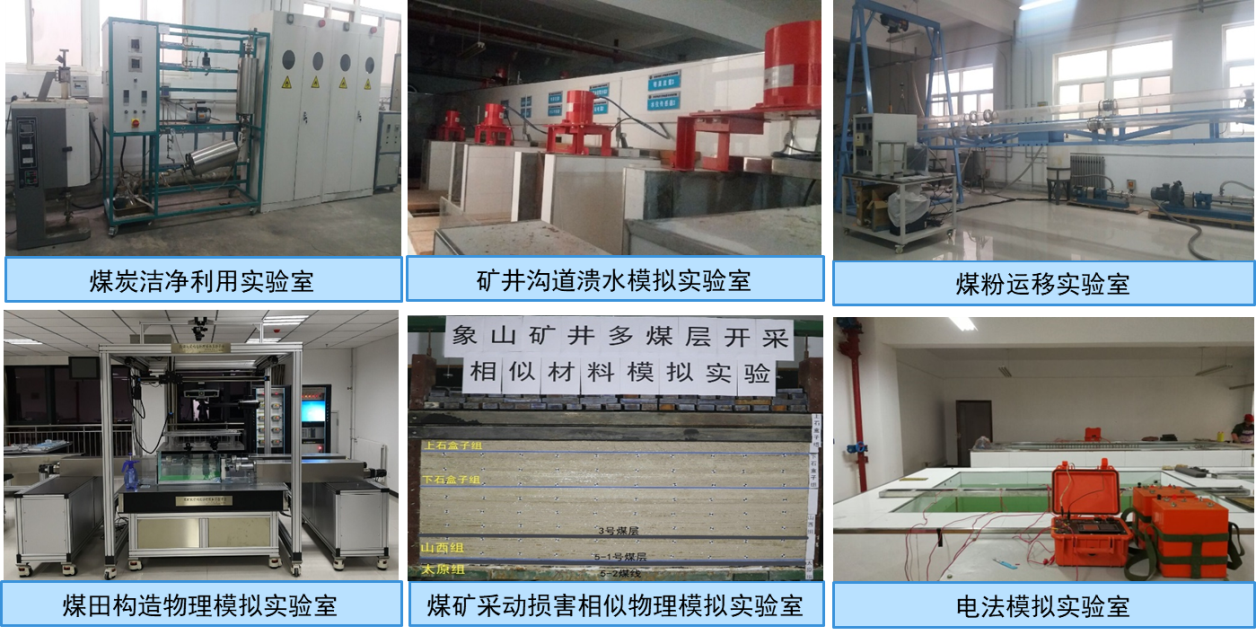 煤炭洁净利用实验室
矿井沟道溃水模拟实验室
煤粉运移实验室
象山矿井多煤层开采
相似材料模拟实验
上石盒子组
下石盒子组
3号煤层
山西组
5-1号煤层
太原组
5-2煤线
煤田构造物理模拟实验室
煤矿采动损害相似物理模拟实验室
电法模拟实验室